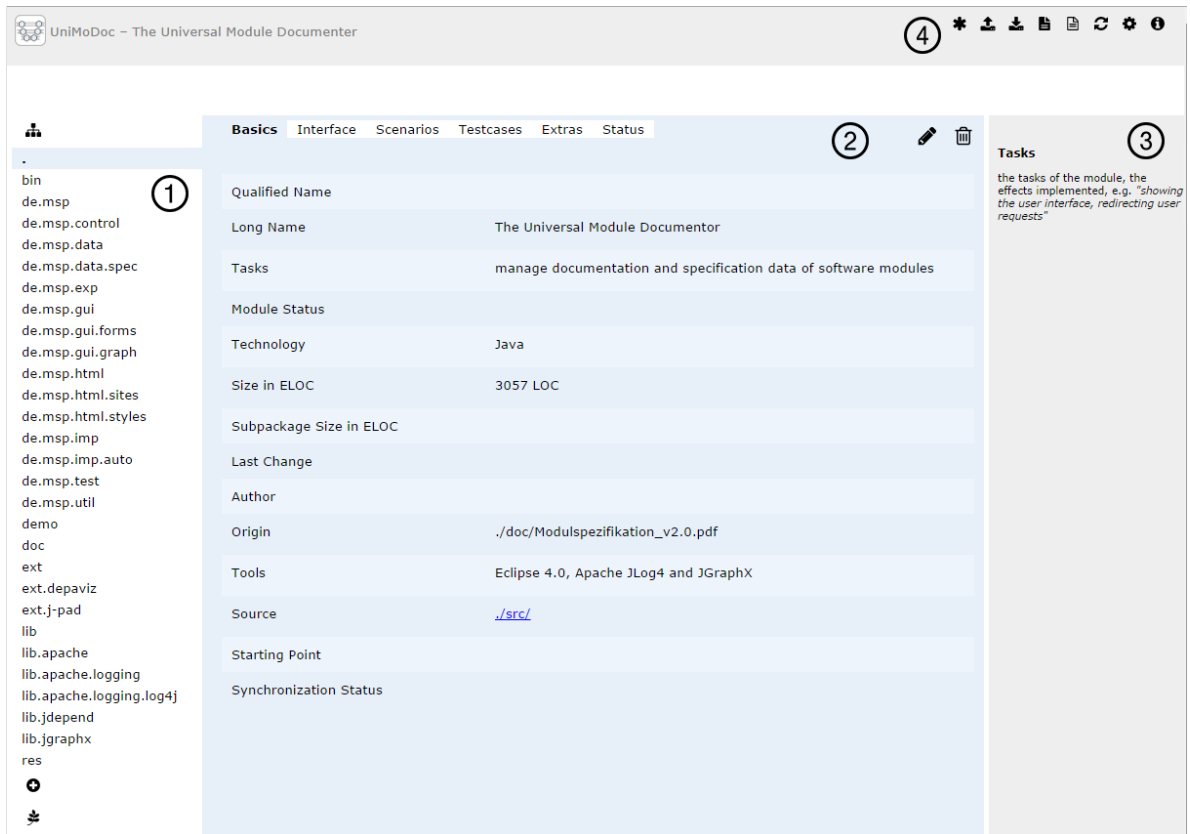 UniMoDoc – The Universal Module Documenter
4
Basics Interface Scenarios Testcases Extras Status
2
3
Tasks
the tasks of the module, the
effects implemented, e.g. "showing
the user interface, redirecting user
requests"
1
.
bin
de.msp
de.msp.control
de.msp.data
de.msp.data.spec
de.msp.exp
de.msp.gui
de.msp.gui.forms
de.msp.gui.graph
de.msp.html
de.msp.html.sites
de.msp.html.styles
de.msp.imp
de.msp.imp.auto
de.msp.test
de.msp.util
demo
doc
ext
ext.depaviz
ext.j-pad
lib
lib.apache
lib.apache.logging
lib.apache.logging.log4j
lib.jdepend
lib.jgraphx
res
Qualified Name
Long Name The Universal Module Documentor
Tasks manage documentation and specification data of software modules
Module Status
Technology Java
Size in ELOC 3057 LOC
Subpackage Size in ELOC
Last Change
Author
Origin ./doc/Modulspezifikation_v2.0.pdf
Tools Eclipse 4.0, Apache JLog4 and JGraphX
Source ./src/
Starting Point
Synchronization Status